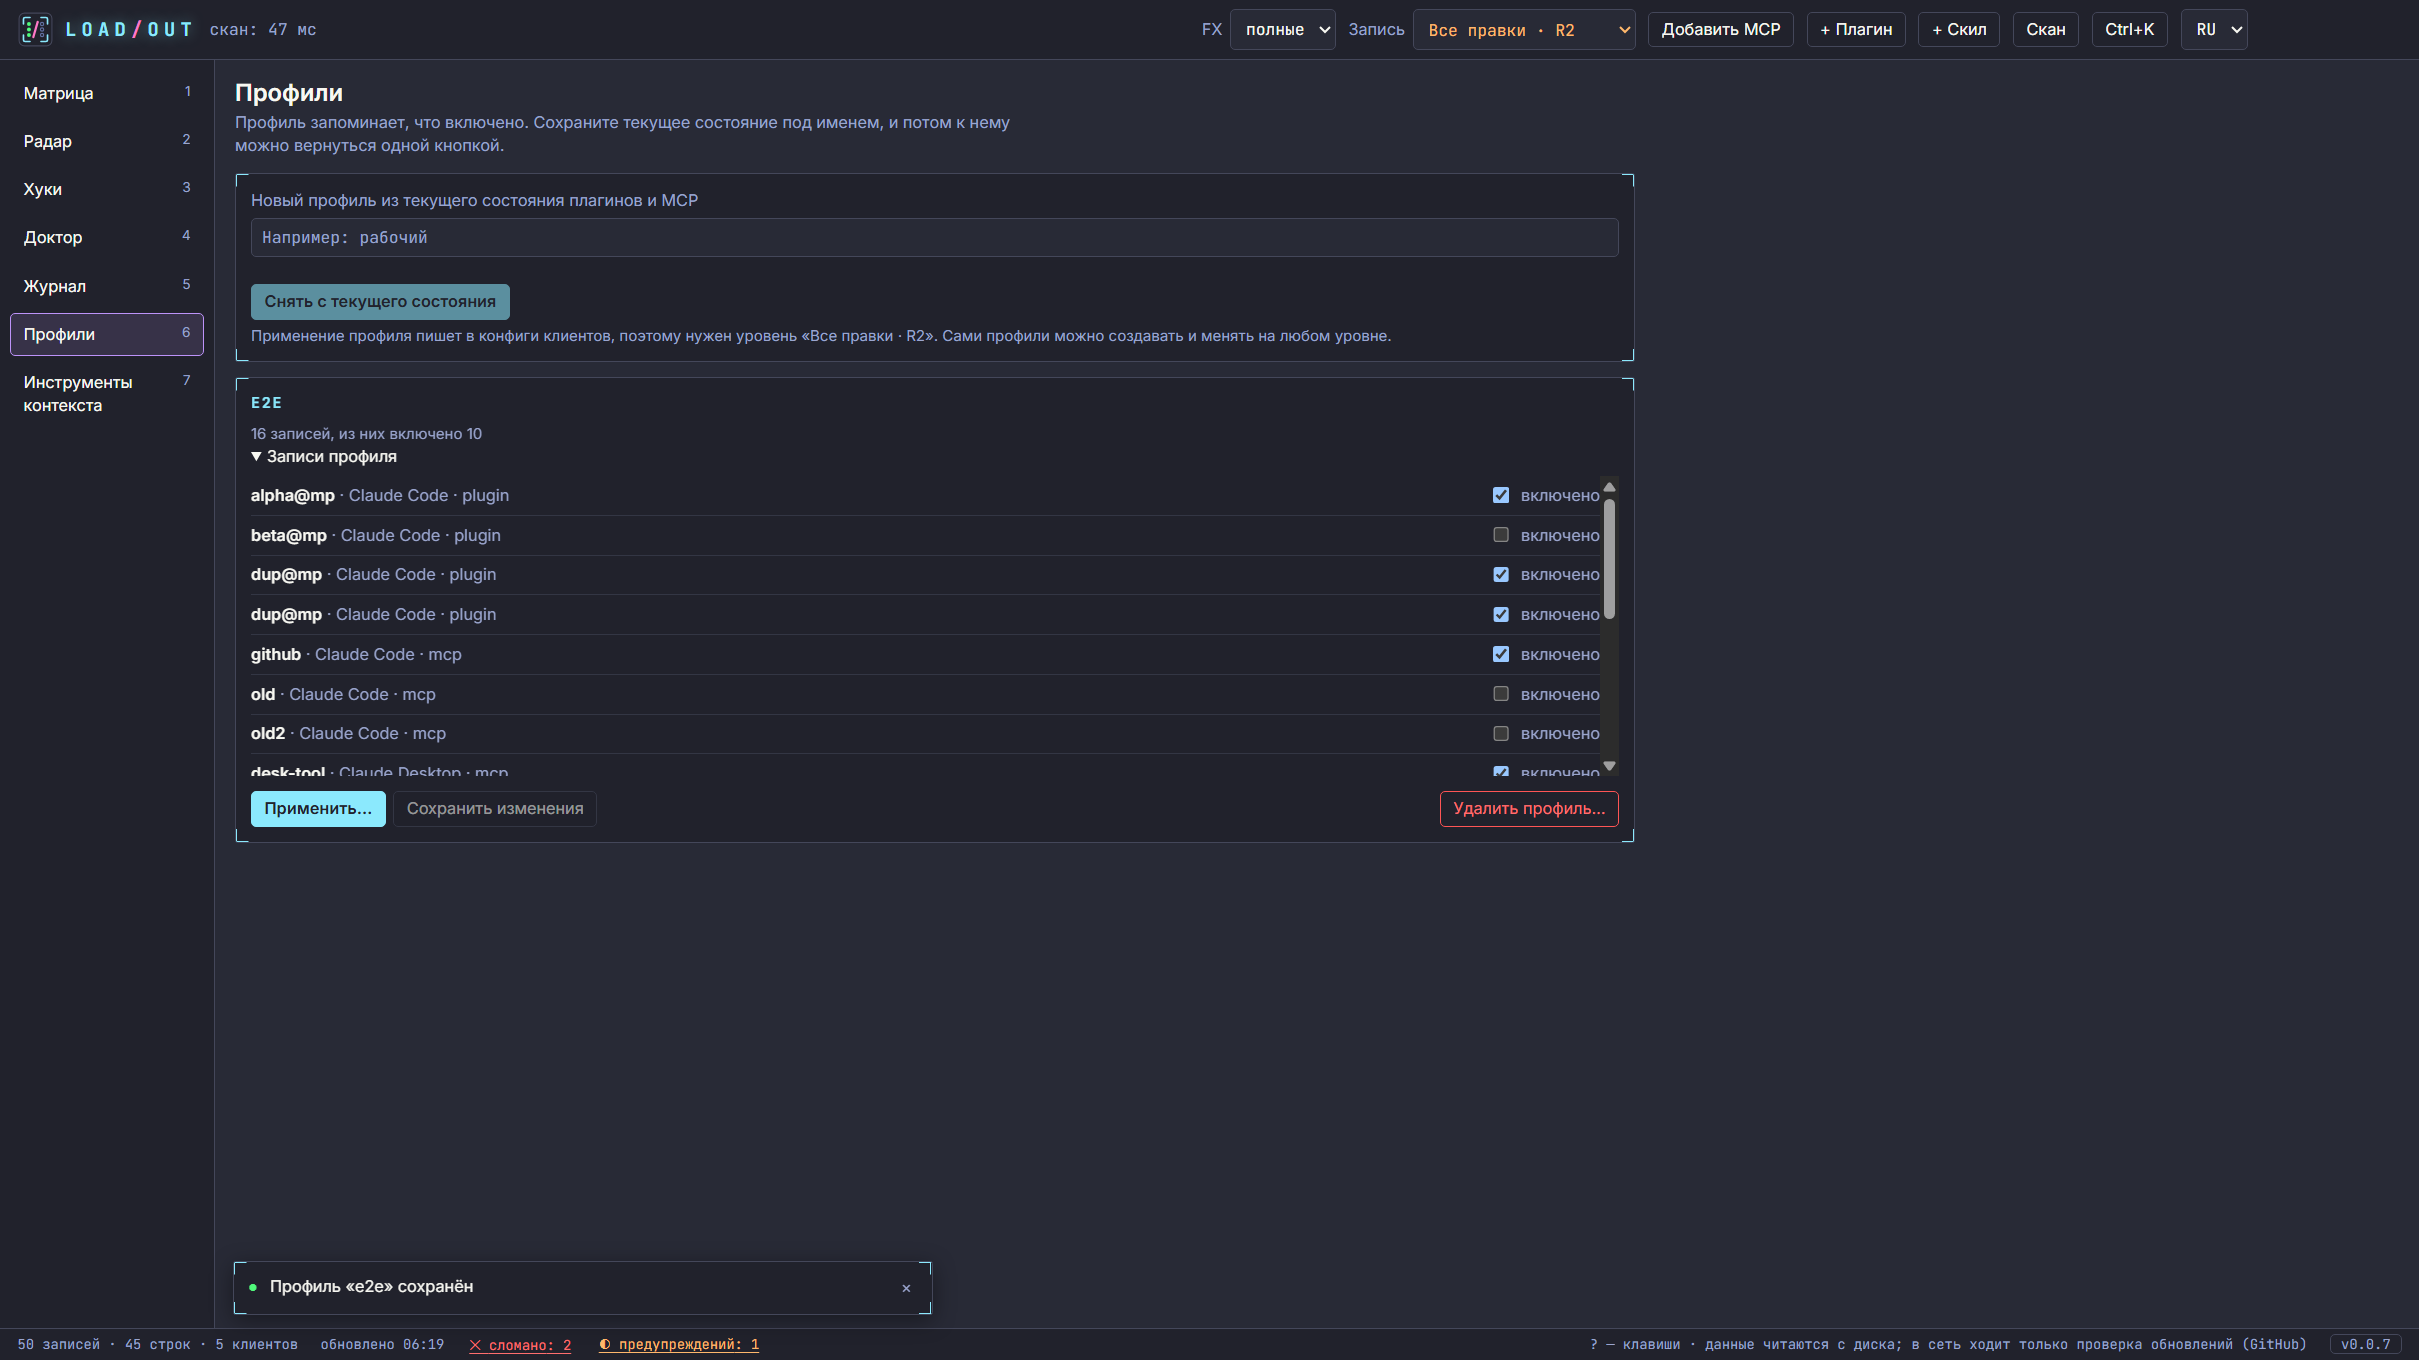 LOAD/OUT скан: 47 мс
FX полные Запись Все правки · R2 Добавить MCP + Плагин + Скил Скан Ctrl+K RU
Матрица 1
Радар 2
Хуки 3
Доктор 4
Журнал 5
Профили 6
Инструменты 7
контекста
Профили
Профиль запоминает, что включено. Сохраните текущее состояние под именем, и потом к нему
можно вернуться одной кнопкой.
Новый профиль из текущего состояния плагинов и MCP
Например: рабочий
Снять с текущего состояния
Применение профиля пишет в конфиги клиентов, поэтому нужен уровень «Все правки · R2». Сами профили можно создавать и менять на любом уровне.
E2E
16 записей, из них включено 10
▼ Записи профиля
alpha@mp · Claude Code · plugin включено
beta@mp · Claude Code · plugin включено
dup@mp · Claude Code · plugin включено
dup@mp · Claude Code · plugin включено
github · Claude Code · mcp включено
old · Claude Code · mcp включено
old2 · Claude Code · mcp включено
desk-tool · Claude Desktop · mcp включено
Применить... Сохранить изменения Удалить профиль...
Профиль «e2e» сохранён ×
50 записей · 45 строк · 5 клиентов обновлено 06:19 ✕ сломано: 2 ◐ предупреждений: 1
? — клавиши · данные читаются с диска; в сеть ходит только проверка обновлений (GitHub) v0.0.7